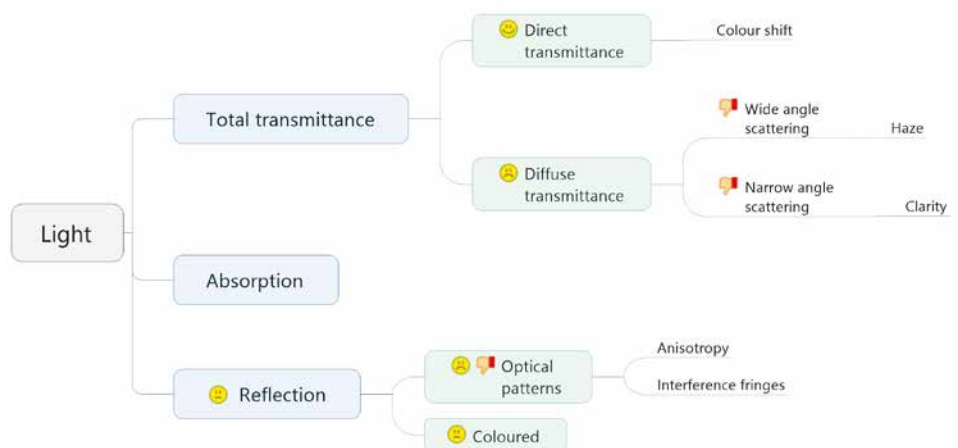 Direct
transmittance
Colour shift
Total transmittance
Wide angle
scattering
Haze
Diffuse
transmittance
Narrow angle
scattering
Clarity
Light
Absorption
Reflection
Optical
patterns
Anisotropy
Interference fringes
Coloured